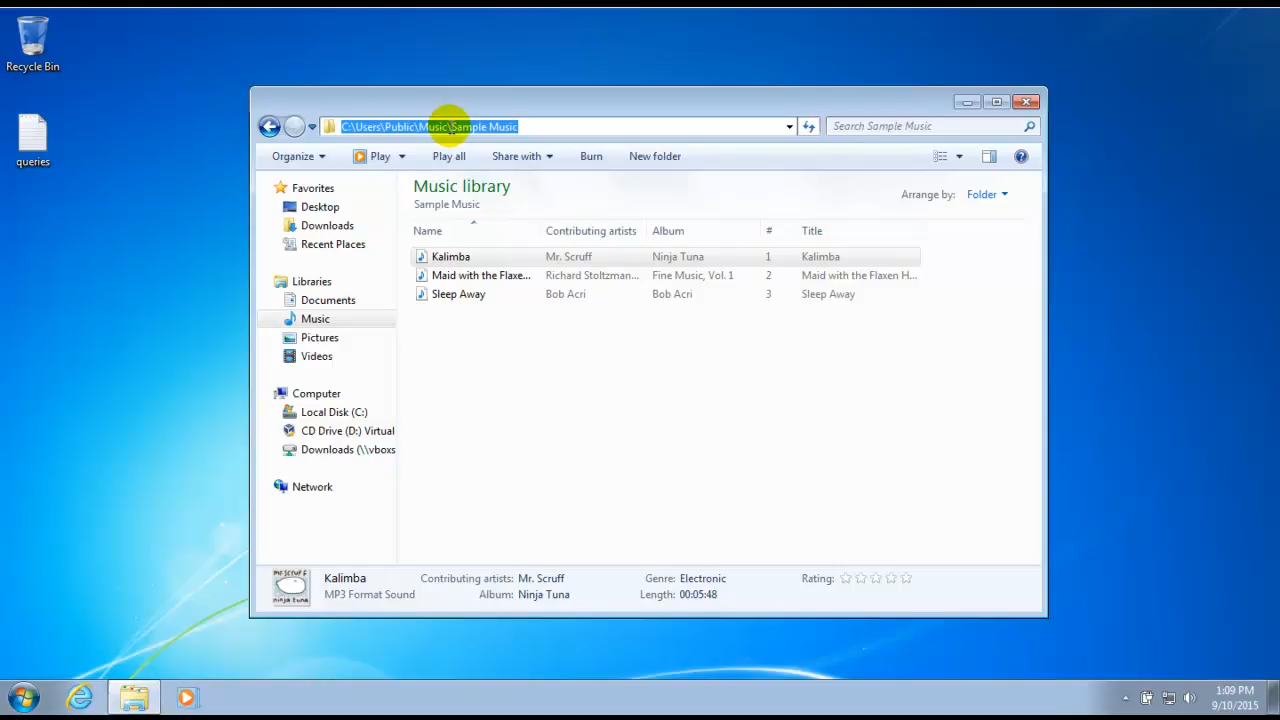 Recycle Bin
queries
C:\Users\Public\Music\Sample Music
Search Sample Music
Organize
Play
Play all
Share with
Burn
New folder
Favorites
Desktop
Downloads
Recent Places
Libraries
Documents
Music
Pictures
Videos
Computer
Local Disk (C:)
CD Drive (D:) Virtual
Downloads (\\vboxs
Network
Music library
Sample Music
Arrange by: Folder
Name Contributing artists Album # Title
Kalimba Mr. Scruff Ninja Tuna 1 Kalimba
Maid with the Flaxe... Richard Stoltzman... Fine Music, Vol. 1 2 Maid with the Flaxen H...
Sleep Away Bob Acri Bob Acri 3 Sleep Away
mr.scruff
ninja tuna
Kalimba Contributing artists: Mr. Scruff Genre: Electronic Rating:
MP3 Format Sound Album: Ninja Tuna Length: 00:05:48
1:09 PM
9/10/2015